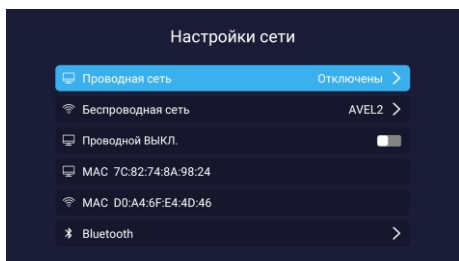 Настройки сети
Проводная сеть Отключены
Беспроводная сеть AVEL2
Проводной ВЫКЛ.
MAC 7C:82:74:8A:98:24
MAC D0:A4:6F:E4:4D:46
Bluetooth